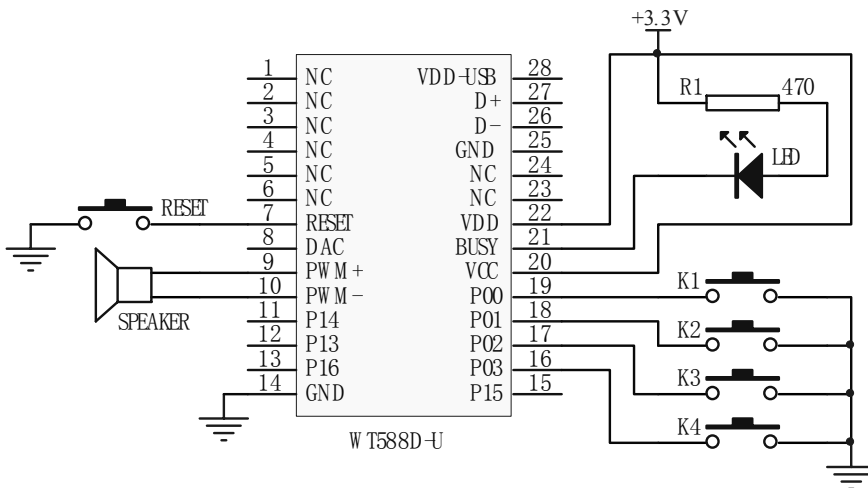 +3.3V
1 NC VDD-USB 28
2 NC D+ 27
R1 470
3 NC D- 26
4 NC GND 25
LED
5 NC NC 24
6 NC NC 23
RESET
7 RESET VDD 22
8 DAC BUSY 21
9 PWM+ VCC 20
10 PWM- P00 19
K1
SPEAKER
11 P14 P01 18
K2
12 P13 P02 17
13 P16 P03 16
K3
14 GND P15 15
K4
WT588D-U